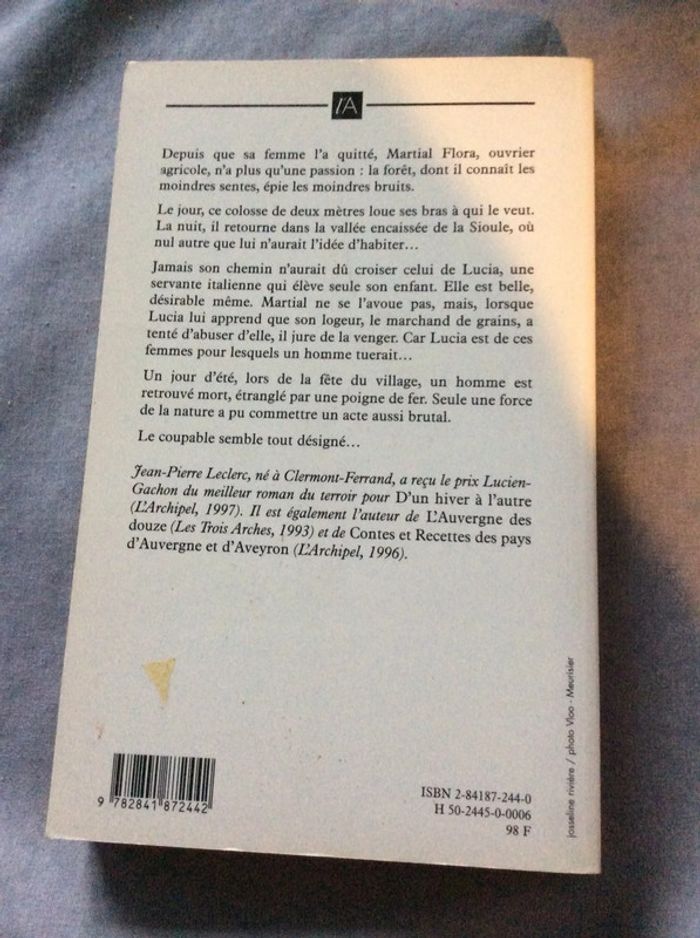 l'A
Depuis que sa femme l'a quitté, Martial Flora, ouvrier
agricole, n'a plus qu'une passion : la forêt, dont il connaît les
moindres sentes, épie les moindres bruits.
Le jour, ce colosse de deux mètres loue ses bras à qui le veut.
La nuit, il retourne dans la vallée encaissée de la Sioule, où
nul autre que lui n'aurait l'idée d'habiter…
Jamais son chemin n'aurait dû croiser celui de Lucia, une
servante italienne qui élève seule son enfant. Elle est belle,
désirable même. Martial ne se l'avoue pas, mais, lorsque
Lucia lui apprend que son logeur, le marchand de grains, a
tenté d'abuser d'elle, il jure de la venger. Car Lucia est de ces
femmes pour lesquels un homme tuerait…
Un jour d'été, lors de la fête du village, un homme est
retrouvé mort, étranglé par une poigne de fer. Seule une force
de la nature a pu commettre un acte aussi brutal.
Le coupable semble tout désigné…
Jean-Pierre Leclerc, né à Clermont-Ferrand, a reçu le prix Lucien-
Gachon du meilleur roman du terroir pour D'un hiver à l'autre
(L'Archipel, 1997). Il est également l'auteur de L'Auvergne des
douze (Les Trois Arches, 1993) et de Contes et Recettes des pays
d'Auvergne et d'Aveyron (L'Archipel, 1996).
9 782841 872442
ISBN 2-84187-244-0
H 50-2445-0-0006
98 F
josseline rivière / photo Vloo - Meurisier